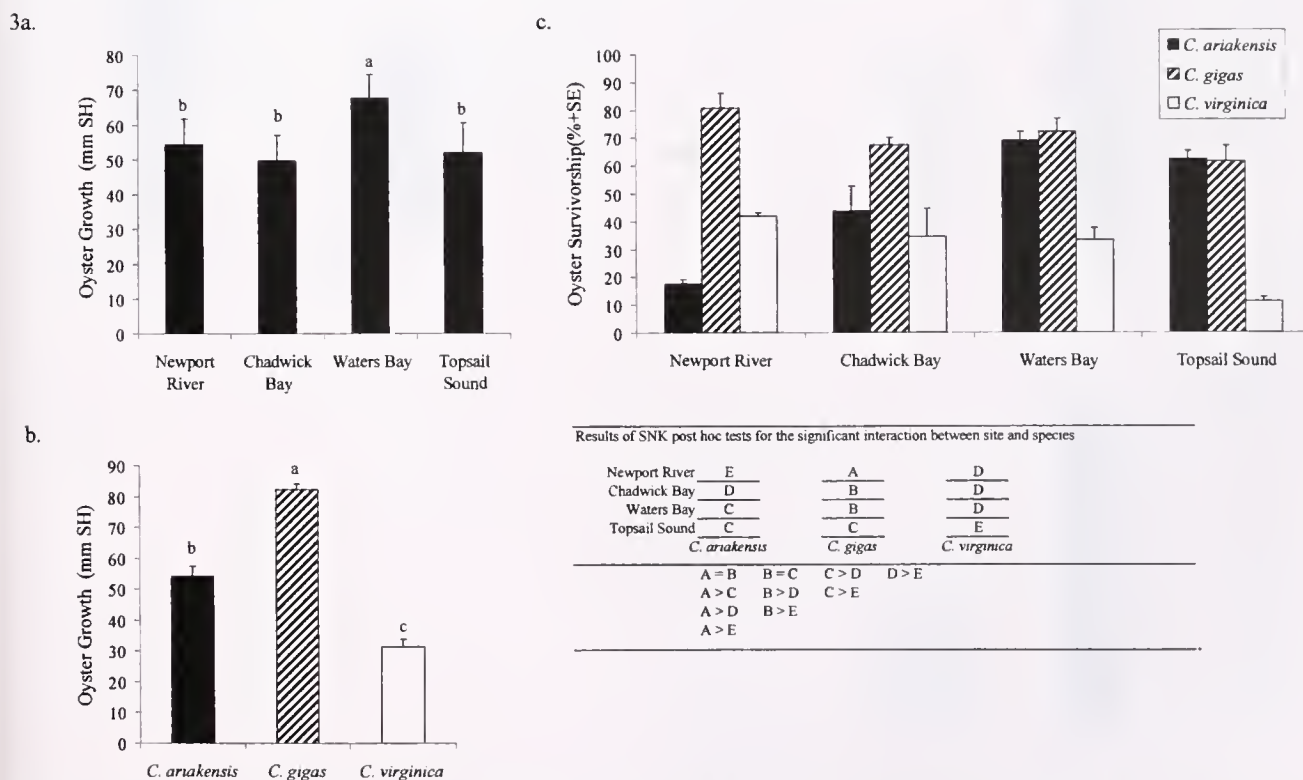 3a.
Oyster Growth (mm SH)
80
70
60
50
40
30
20
10
0
b
b
a
b
Newport River
Chadwick Bay
Waters Bay
Topsail Sound
b.
Oyster Growth (mm SH)
90
80
70
60
50
40
30
20
10
0
b
a
c
C. ariakensis
C. gigas
C. virginica
c.
Oyster Survivorship(%+SE)
100
90
80
70
60
50
40
30
20
10
0
C. ariakensis
C. gigas
C. virginica
Newport River
Chadwick Bay
Waters Bay
Topsail Sound
Results of SNK post hoc tests for the significant interaction between site and species
Newport River E A D
Chadwick Bay D B D
Waters Bay C B D
Topsail Sound C C E
C. ariakensis C. gigas C. virginica
A = B B = C C > D D > E
A > C B > D C > E
A > D B > E
A > E